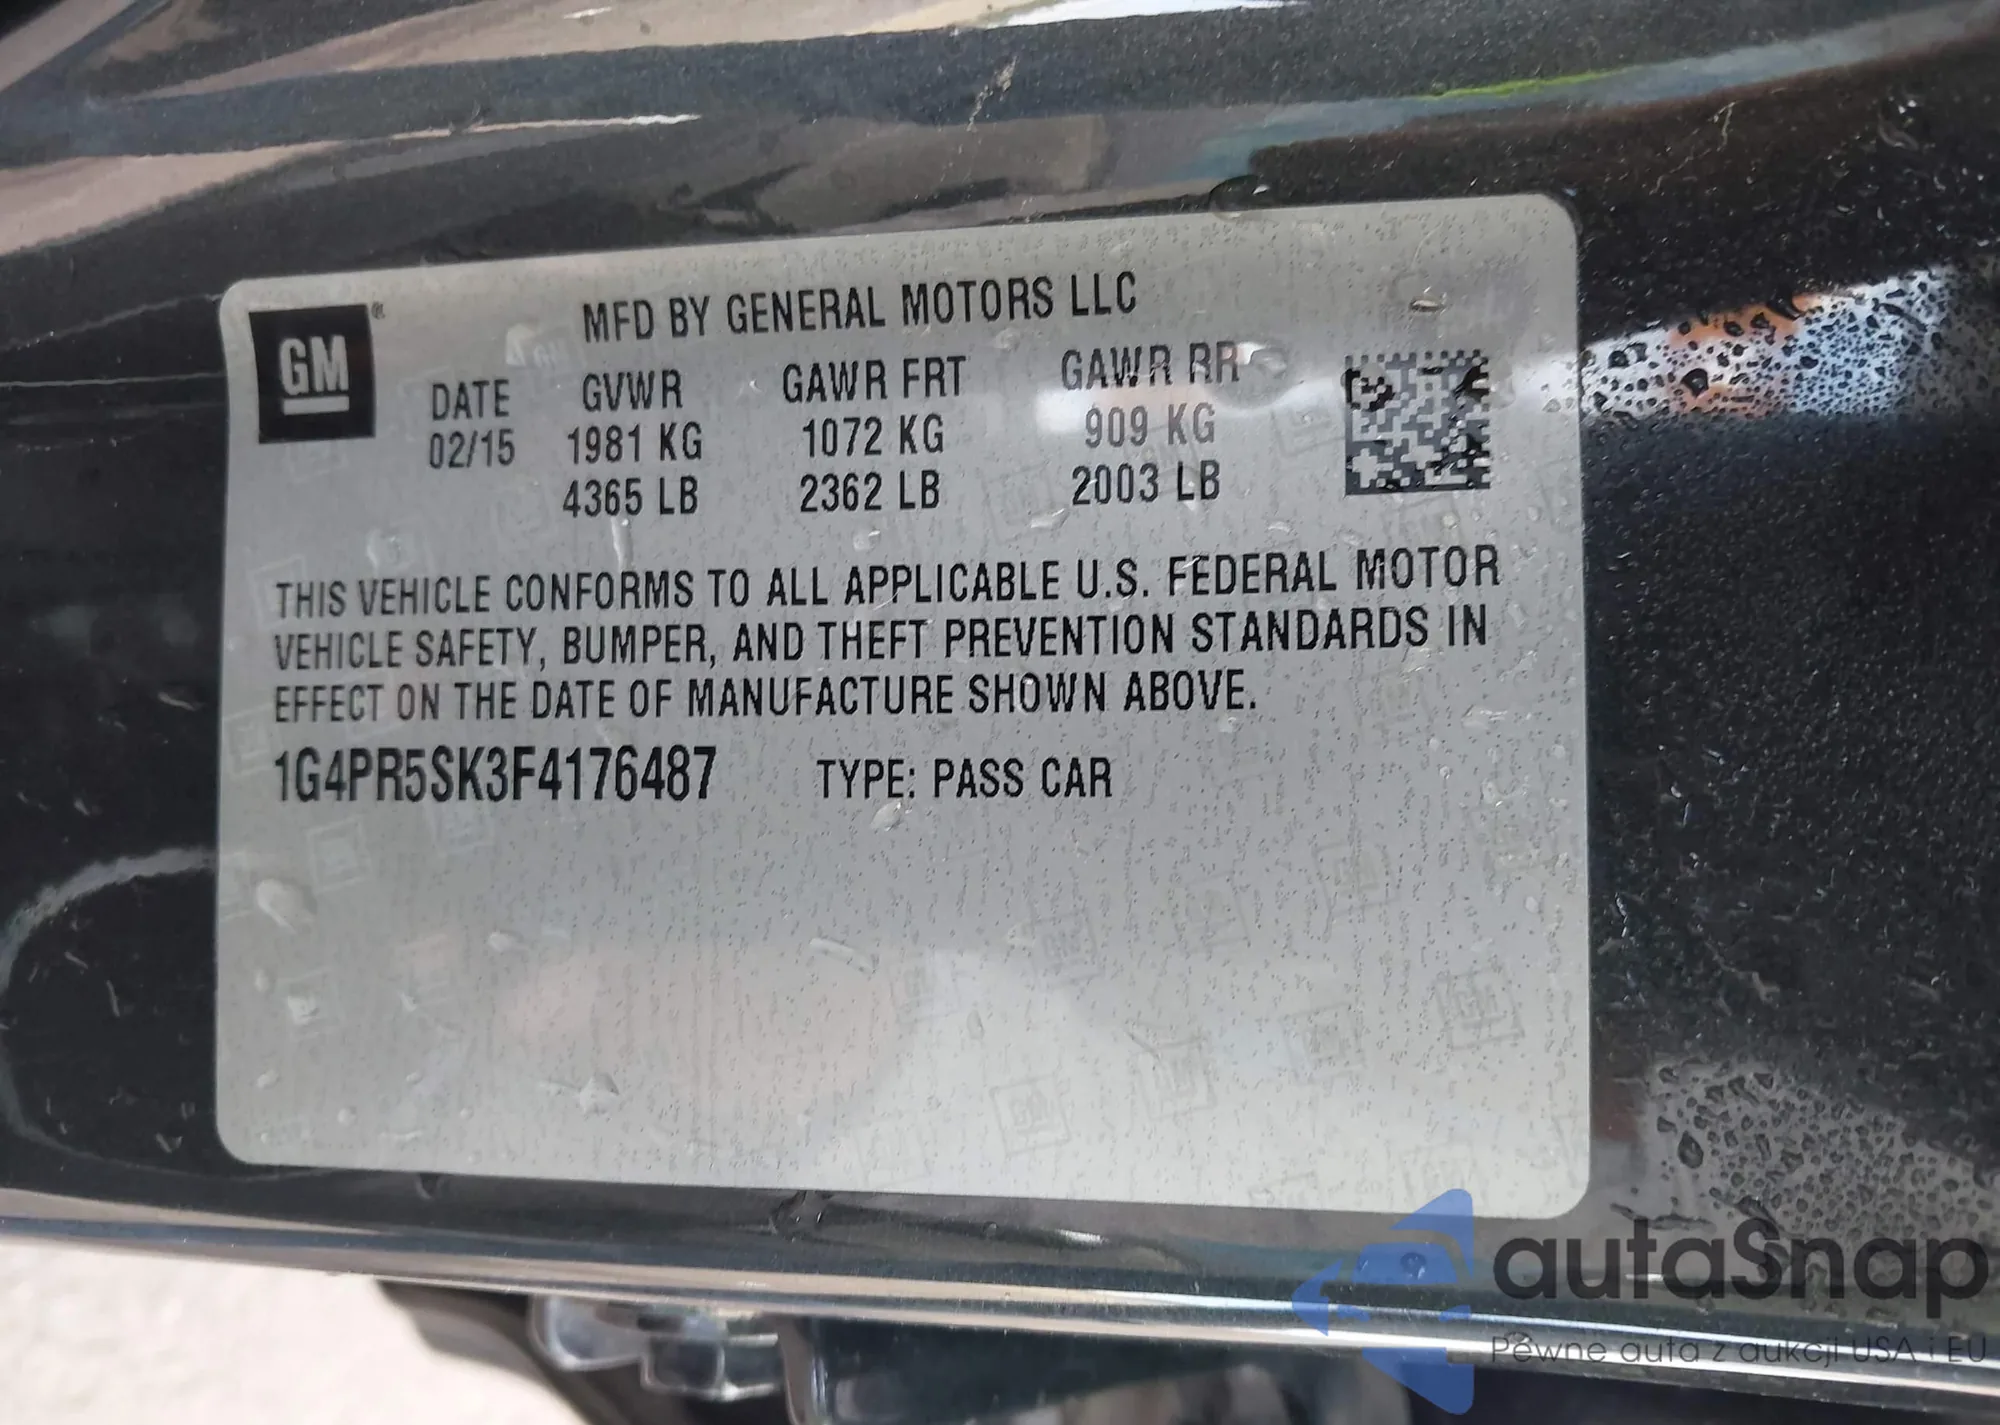 GM®
MFD BY GENERAL MOTORS LLC
DATE GVWR GAWR FRT GAWR RR
02/15 1981 KG 1072 KG 909 KG
4365 LB 2362 LB 2003 LB
THIS VEHICLE CONFORMS TO ALL APPLICABLE U.S. FEDERAL MOTOR
VEHICLE SAFETY, BUMPER, AND THEFT PREVENTION STANDARDS IN
EFFECT ON THE DATE OF MANUFACTURE SHOWN ABOVE.
1G4PR5SK3F4176487 TYPE: PASS CAR
autaSnap
Pewne auta z aukcji USA i EU